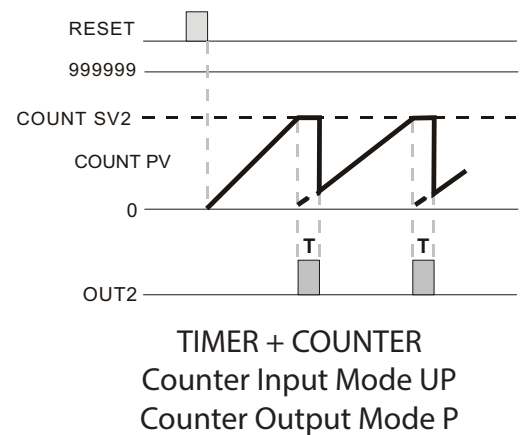 RESET
999999
COUNT SV2
COUNT PV
0
T T
OUT2
TIMER + COUNTER
Counter Input Mode UP
Counter Output Mode P